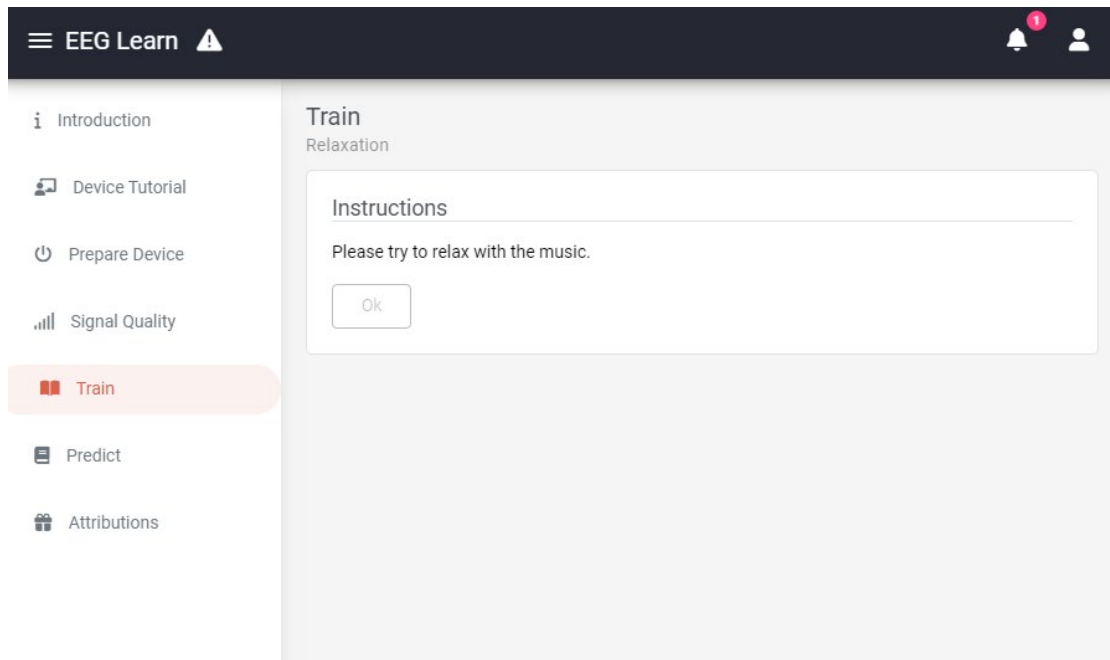 EEG Learn
1
Introduction
Device Tutorial
Prepare Device
Signal Quality
Train
Predict
Attributions
Train
Relaxation
Instructions
Please try to relax with the music.
Ok